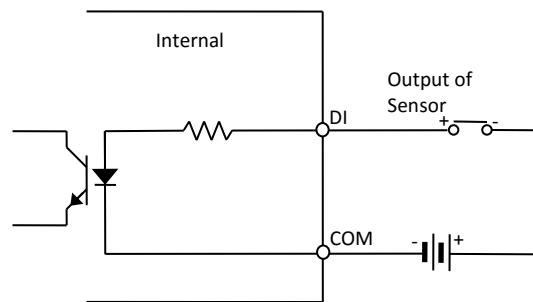 Internal
Output of
Sensor
DI
+ -
COM
- +